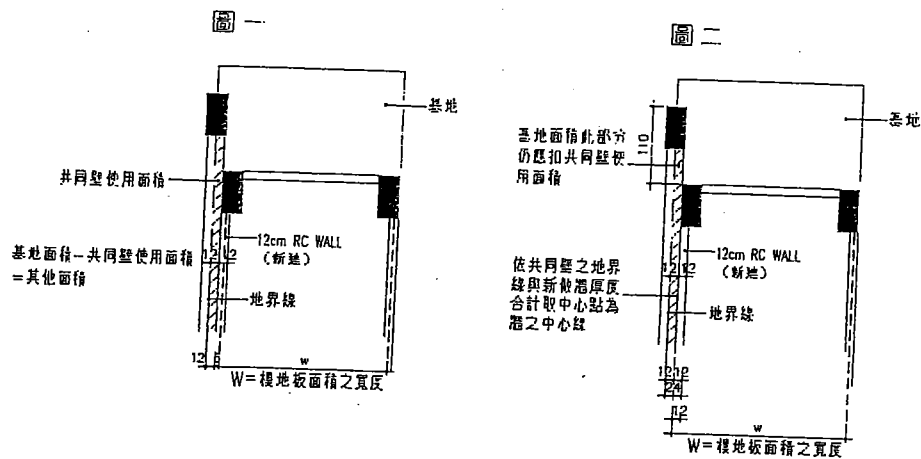 圖一
基地
共同壁使用面積
12cm RC WALL
(新建)
基地面積-共同壁使用面積
=其他面積
12 12
地界線
12 6
w
W=樓地板面積之寬度
圖二
基地
110
基地面積此部分
仍應扣共同壁使
用面積
12cm RC WALL
(新建)
12 12
依共同壁之地界
線與新做牆厚度
合計取中心點為
牆之中心線
地界線
12 12
24
12
w
W=樓地板面積之寬度